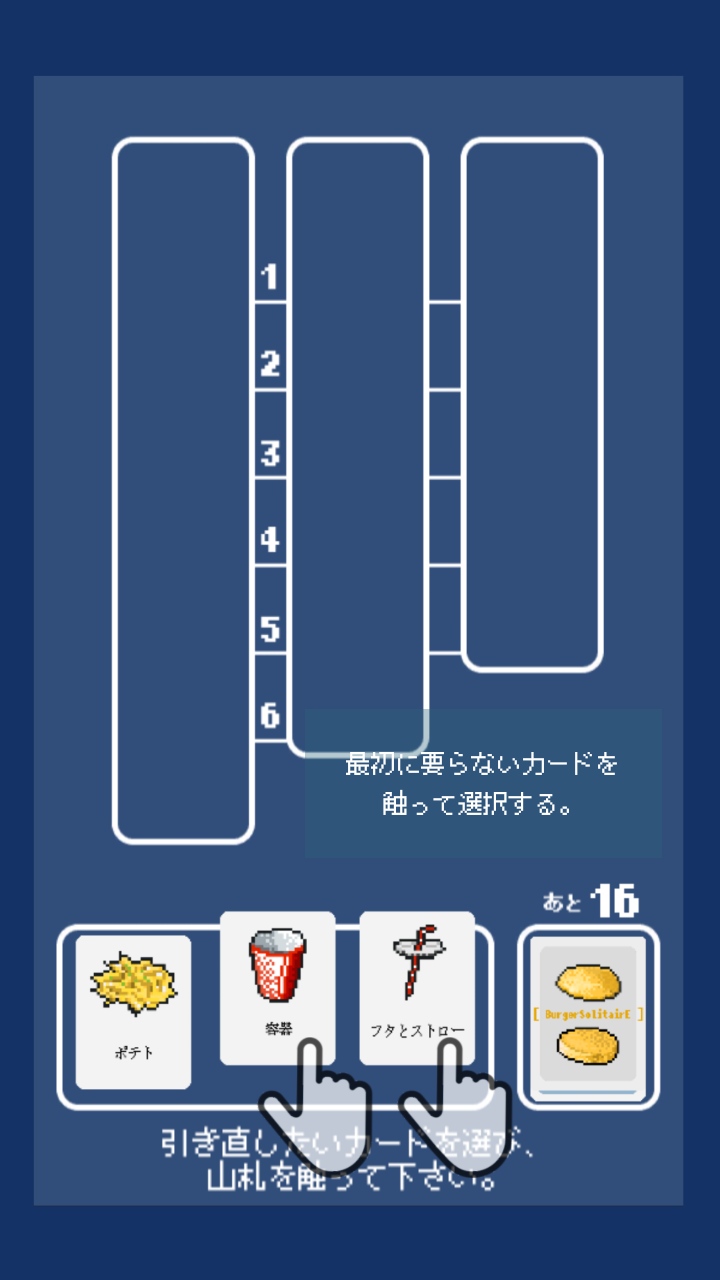 1
2
3
4
5
6
最初に要らないカードを
触って選択する。
あと 16
ポテト
容器
フタとストロー
[ BurgerSolitairE ]
引き直したいカードを選び、
山札を触って下さい。